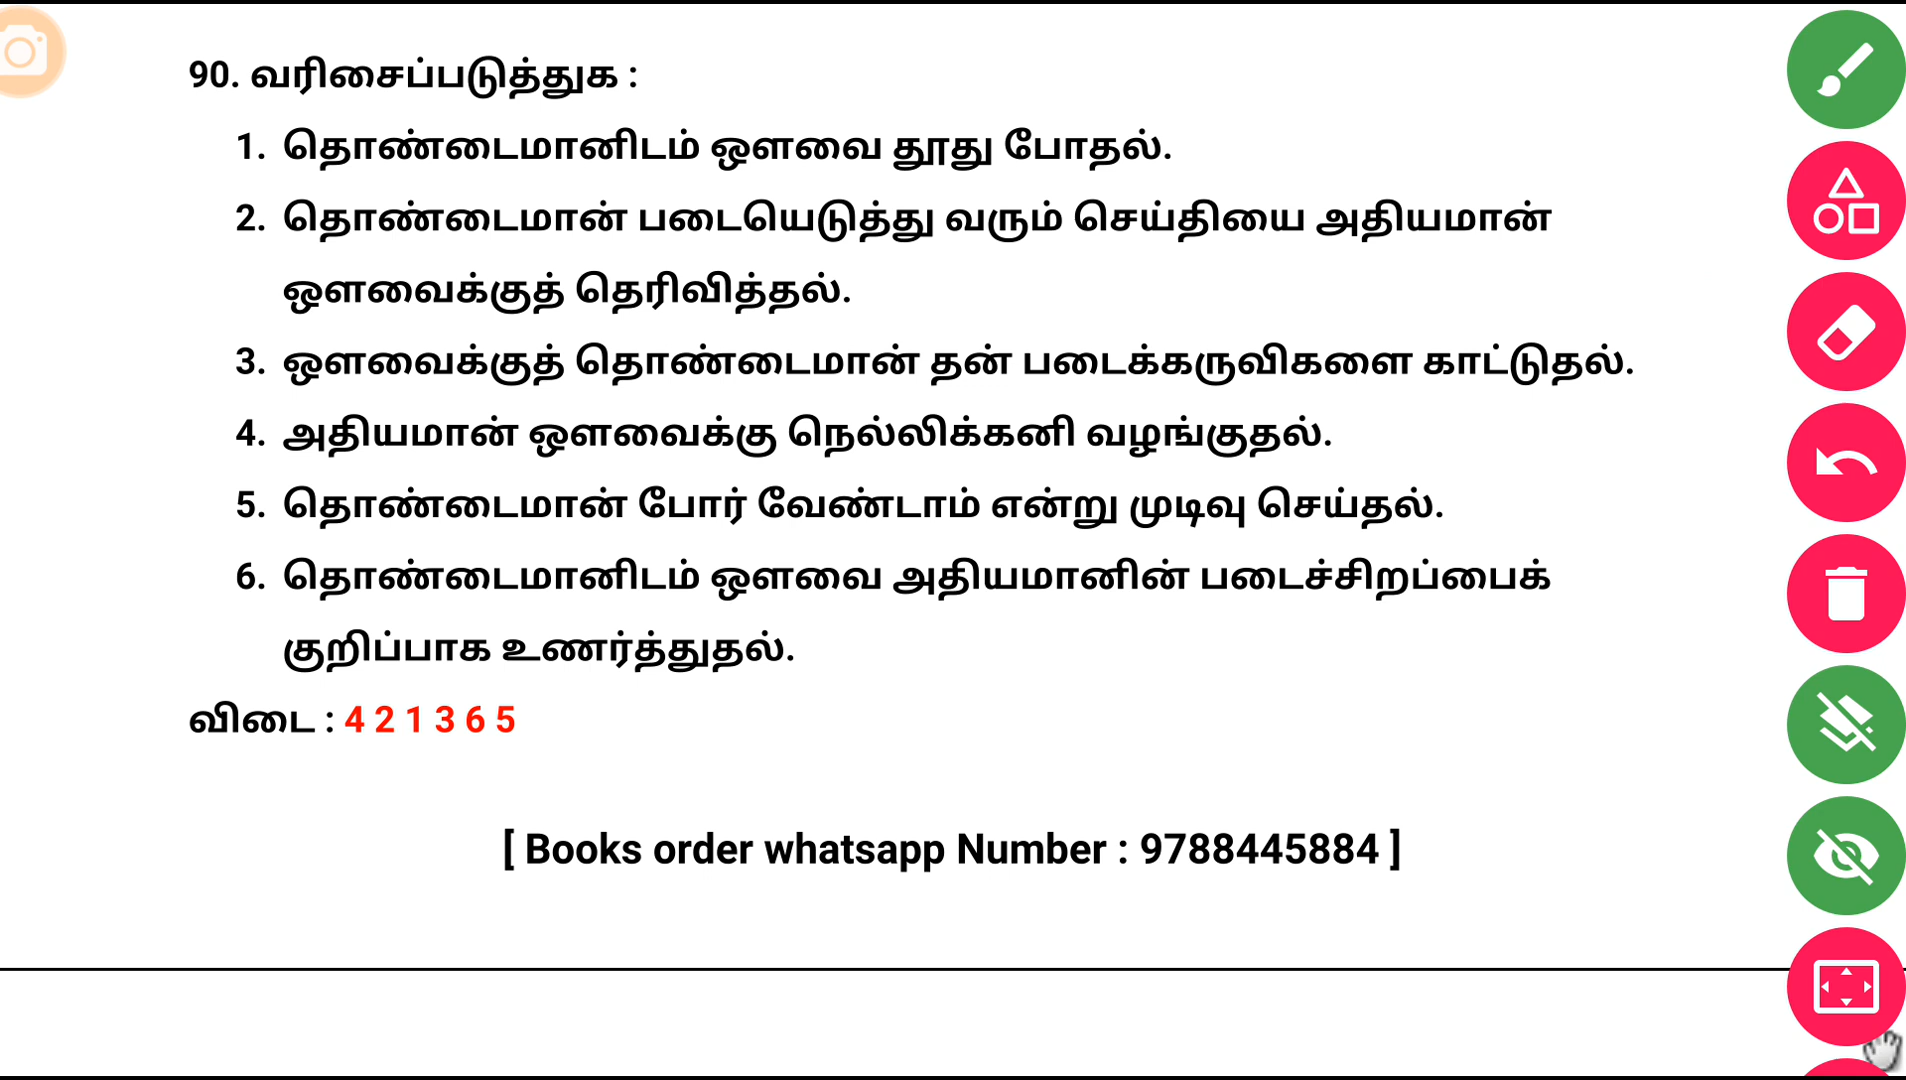 90. வரிசைப்படுத்துக :
1. தொண்டைமானிடம் ஔவை தூது போதல்.
2. தொண்டைமான் படையெடுத்து வரும் செய்தியை அதியமான்
ஔவைக்குத் தெரிவித்தல்.
3. ஔவைக்குத் தொண்டைமான் தன் படைக்கருவிகளை காட்டுதல்.
4. அதியமான் ஔவைக்கு நெல்லிக்கனி வழங்குதல்.
5. தொண்டைமான் போர் வேண்டாம் என்று முடிவு செய்தல்.
6. தொண்டைமானிடம் ஔவை அதியமானின் படைச்சிறப்பைக்
குறிப்பாக உணர்த்துதல்.
விடை : 4 2 1 3 6 5
[ Books order whatsapp Number : 9788445884 ]